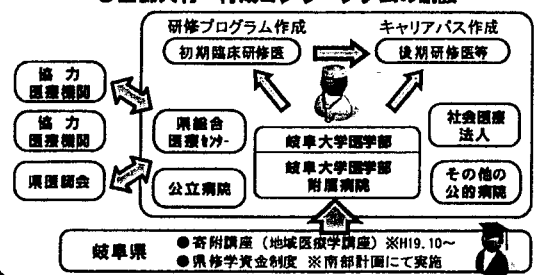 研修プログラム作成
キャリアパス作成
初期臨床研修医
後期研修医等
協 力
医療機関
協 力
医療機関
県医師会
県総合
医療ｾﾝﾀｰ
公立病院
岐阜大学医学部
岐阜大学医学部
附属病院
社会医療
法人
その他の
公的病院
岐阜県
●寄附講座（地域医療学講座）※H19.10～
●県修学資金制度 ※南部計画にて実施